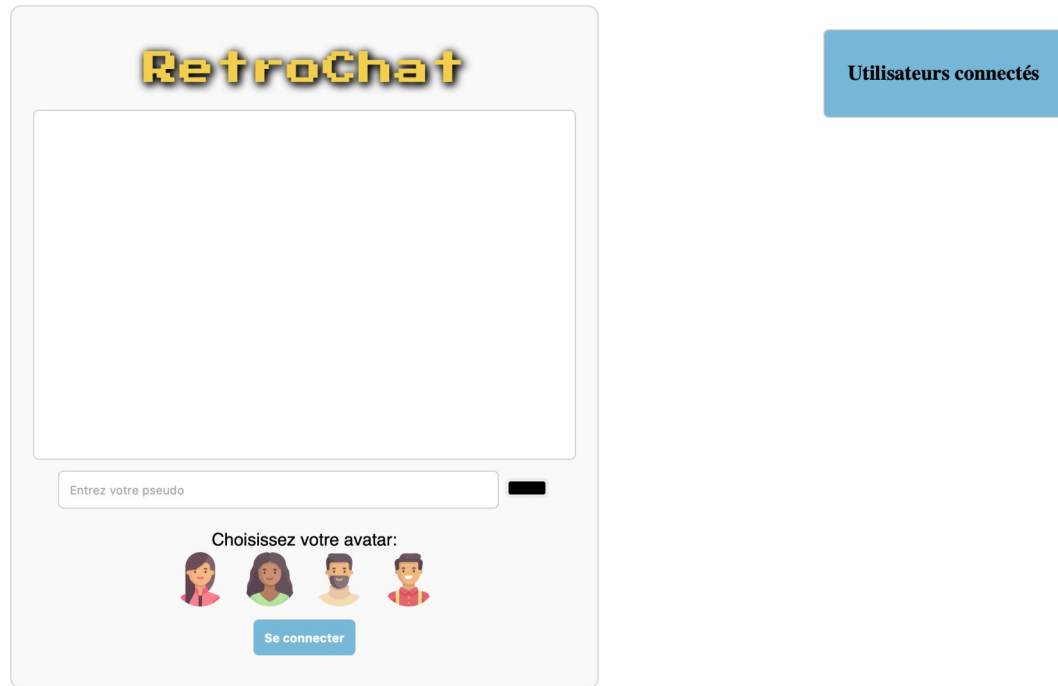 RetroChat
Utilisateurs connectés
Entrez votre pseudo
Choisissez votre avatar:
Se connecter